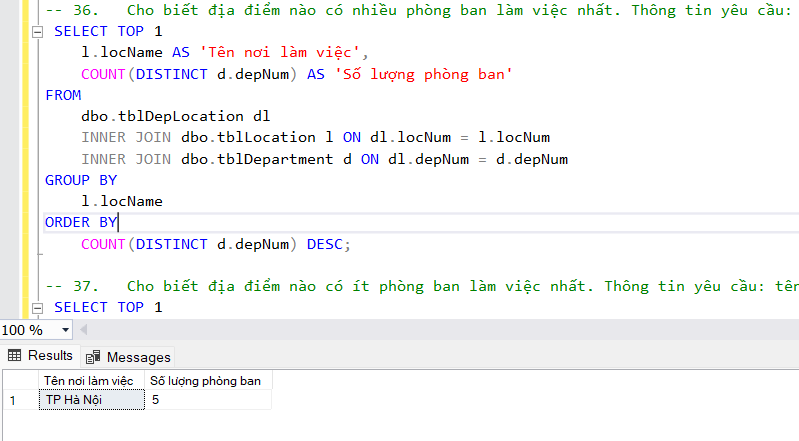 -- 36. Cho biết địa điểm nào có nhiều phòng ban làm việc nhất. Thông tin yêu cầu:
SELECT TOP 1
l.locName AS 'Tên nơi làm việc',
COUNT(DISTINCT d.depNum) AS 'Số lượng phòng ban'
FROM
dbo.tblDepLocation dl
INNER JOIN dbo.tblLocation l ON dl.locNum = l.locNum
INNER JOIN dbo.tblDepartment d ON dl.depNum = d.depNum
GROUP BY
l.locName
ORDER BY
COUNT(DISTINCT d.depNum) DESC;
-- 37. Cho biết địa điểm nào có ít phòng ban làm việc nhất. Thông tin yêu cầu: tên
SELECT TOP 1
100 %
Results Messages
Tên nơi làm việc Số lượng phòng ban
1 TP Hà Nội 5